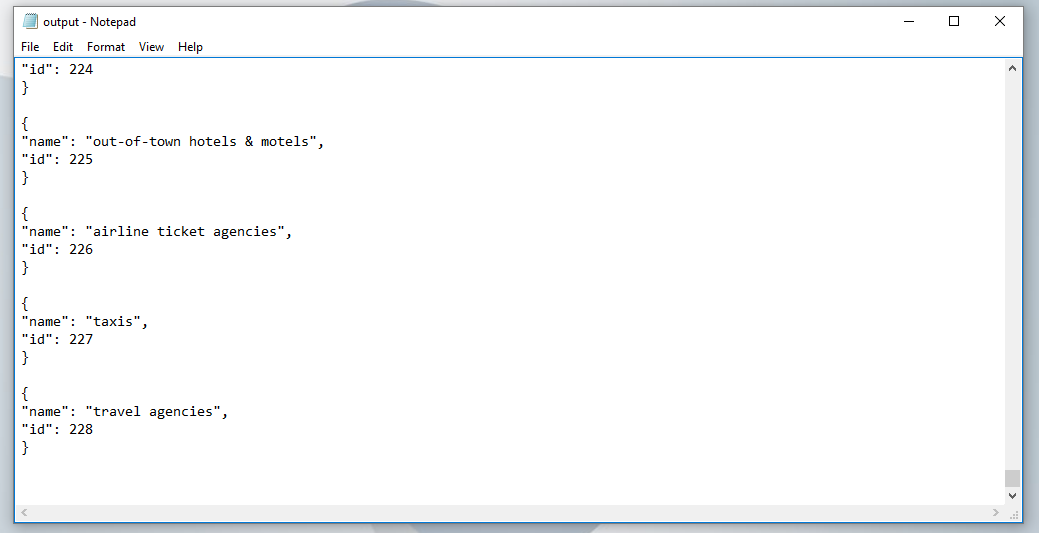 output - Notepad
File Edit Format View Help
"id": 224
}
{
"name": "out-of-town hotels & motels",
"id": 225
}
{
"name": "airline ticket agencies",
"id": 226
}
{
"name": "taxis",
"id": 227
}
{
"name": "travel agencies",
"id": 228
}